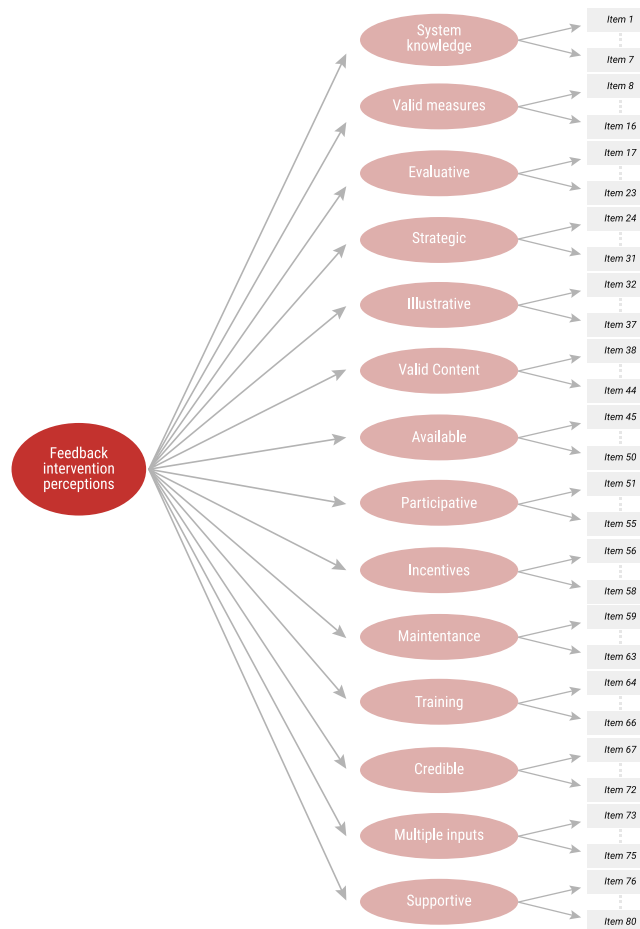 System
knowledge
Item 1
Item 7
Valid measures
Item 8
Item 16
Evaluative
Item 17
Item 23
Strategic
Item 24
Item 31
Illustrative
Item 32
Item 37
Valid Content
Item 38
Item 44
Feedback
intervention
perceptions
Available
Item 45
Item 50
Participative
Item 51
Item 55
Incentives
Item 56
Item 58
Maintentance
Item 59
Item 63
Training
Item 64
Item 66
Credible
Item 67
Item 72
Multiple inputs
Item 73
Item 75
Supportive
Item 76
Item 80